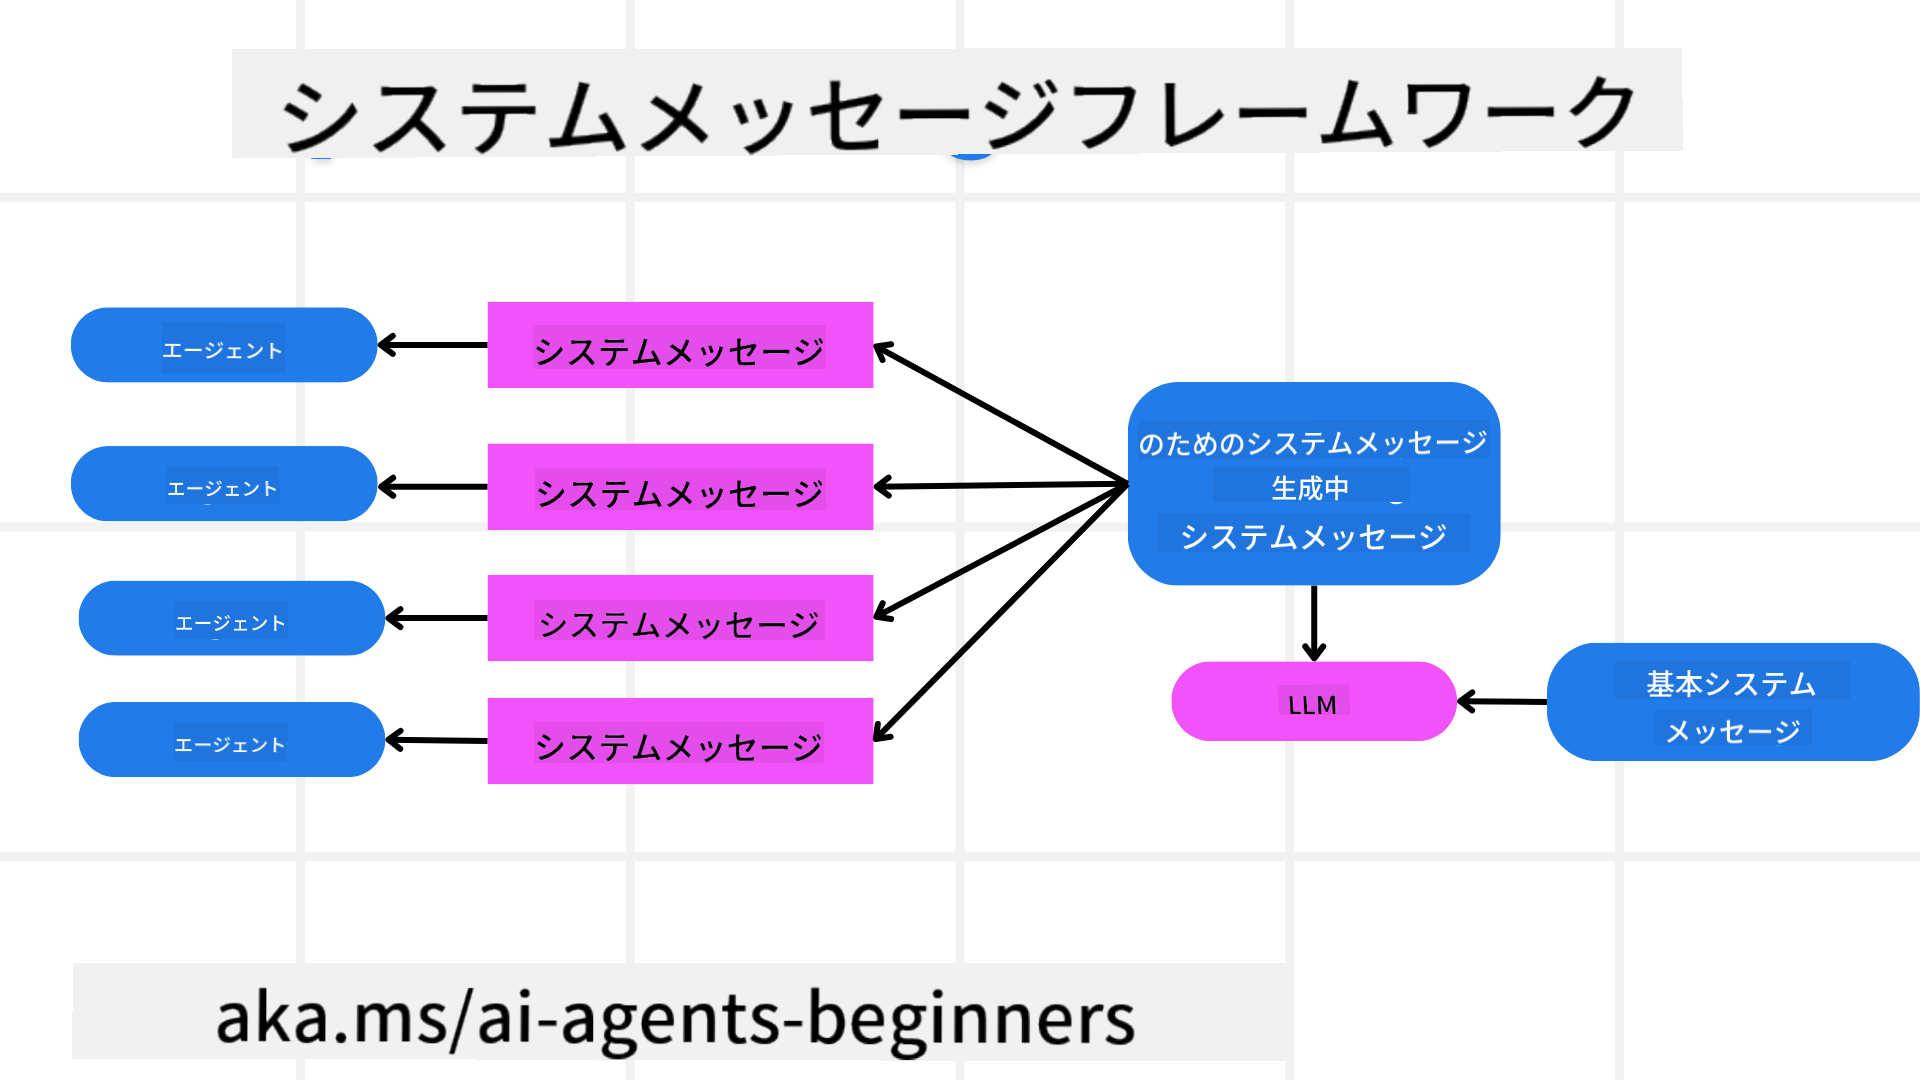 システムメッセージフレームワーク
エージェント
システムメッセージ
エージェント
システムメッセージ
エージェント
システムメッセージ
エージェント
システムメッセージ
のためのシステムメッセージ
生成中
システムメッセージ
LLM
基本システム
メッセージ
aka.ms/ai-agents-beginners